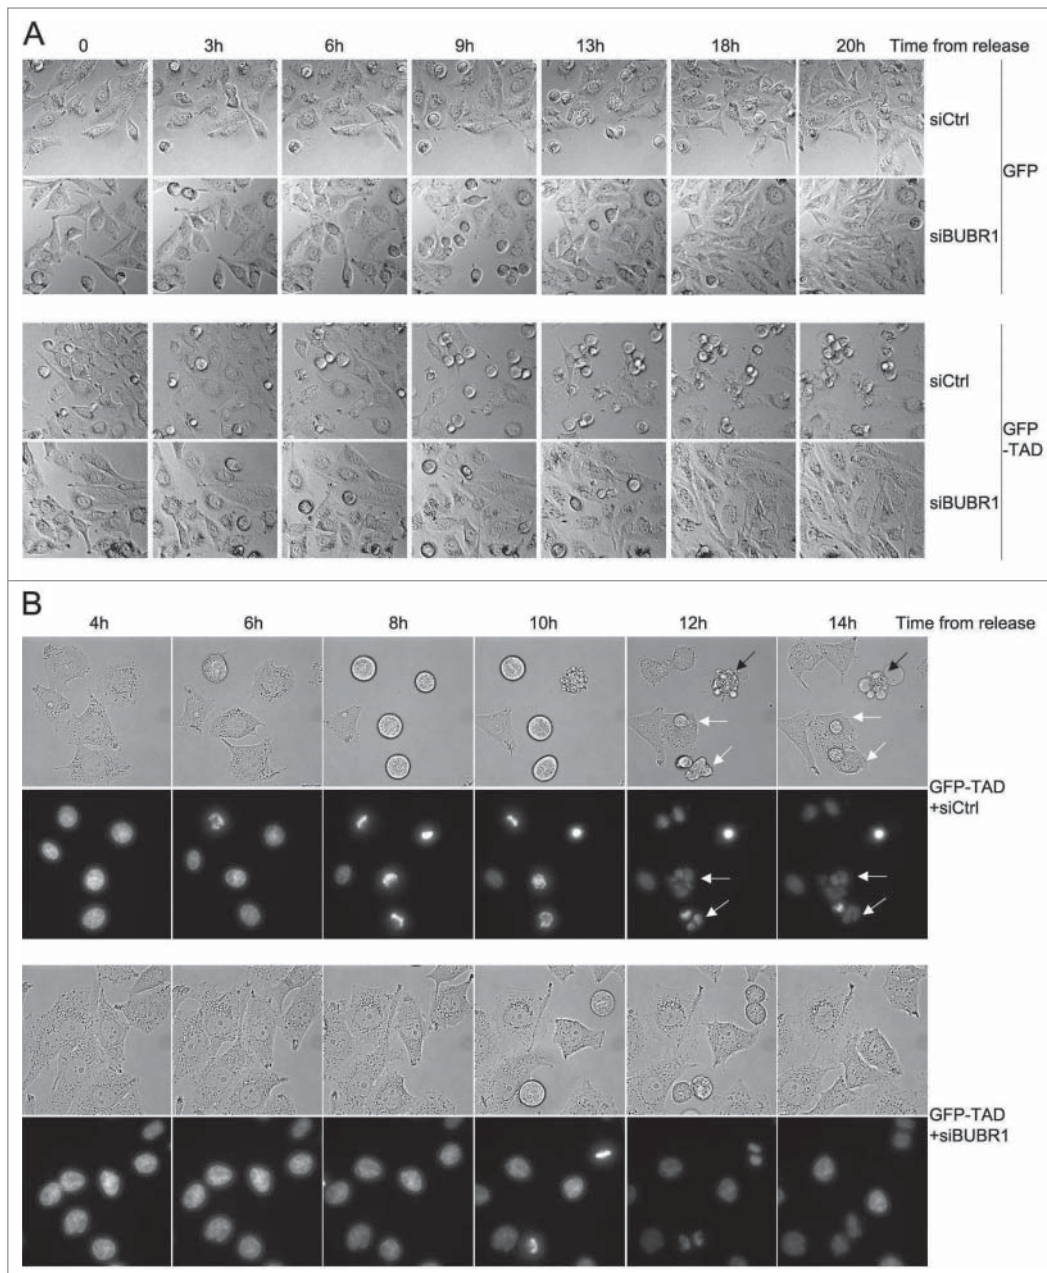 A
0 3h 6h 9h 13h 18h 20h Time from release
siCtrl
GFP
siBUBR1
siCtrl
GFP
-TAD
siBUBR1
B
4h 6h 8h 10h 12h 14h Time from release
GFP-TAD
+siCtrl
GFP-TAD
+siBUBR1